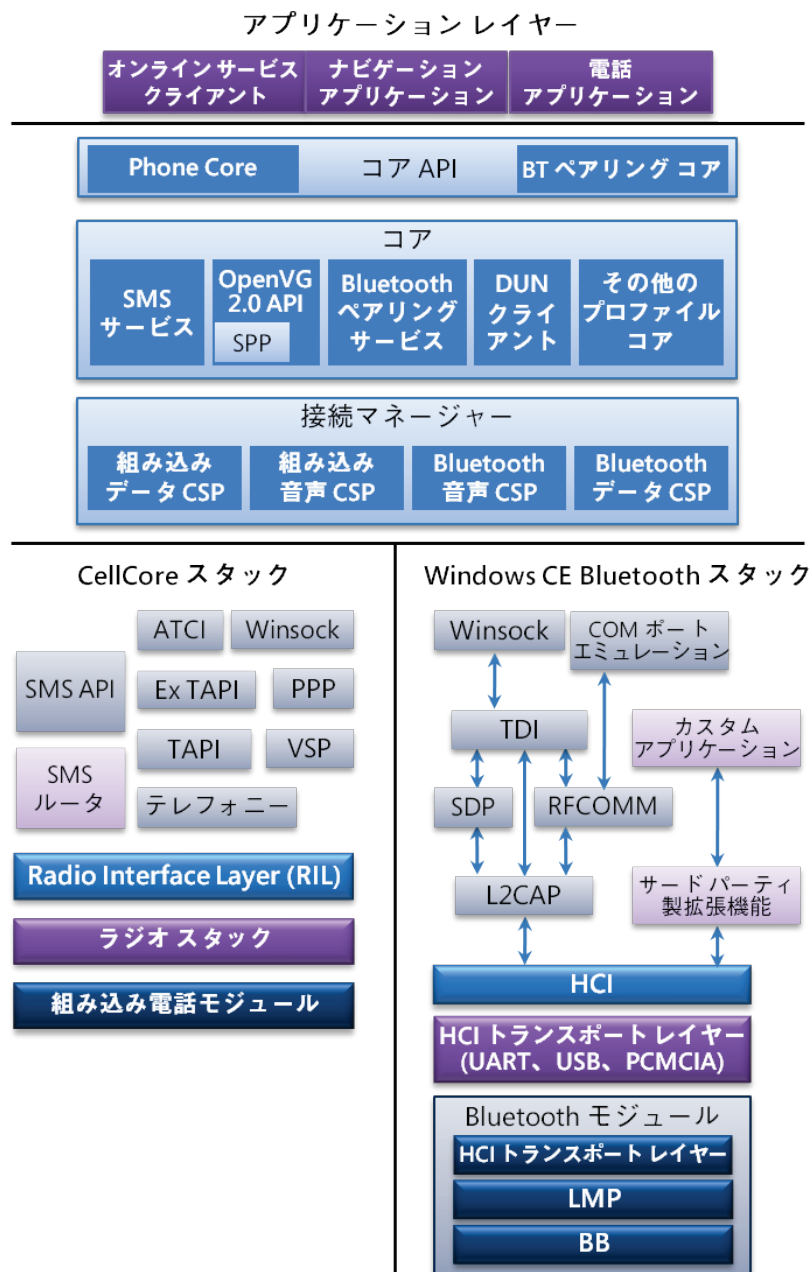 アプリケーション レイヤー
オンライン サービス
クライアント
ナビゲーション
アプリケーション
電話
アプリケーション
Phone Core
コア API
BT ペアリング コア
コア
SMS
サービス
OpenVG
2.0 API
SPP
Bluetooth
ペアリング
サービス
DUN
クライ
アント
その他の
プロファイル
コア
接続マネージャー
組み込み
データ CSP
組み込み
音声 CSP
Bluetooth
音声 CSP
Bluetooth
データ CSP
CellCore スタック
ATCI
Winsock
SMS API
Ex TAPI
PPP
TAPI
VSP
SMS
ルータ
テレフォニー
Radio Interface Layer (RIL)
ラジオ スタック
組み込み電話モジュール
Windows CE Bluetooth スタック
Winsock
COM ポート
エミュレーション
TDI
カスタム
アプリケーション
SDP
RFCOMM
L2CAP
サード パーティ
製拡張機能
HCI
HCI トランスポート レイヤー
(UART、USB、PCMCIA)
Bluetooth モジュール
HCI トランスポート レイヤー
LMP
BB